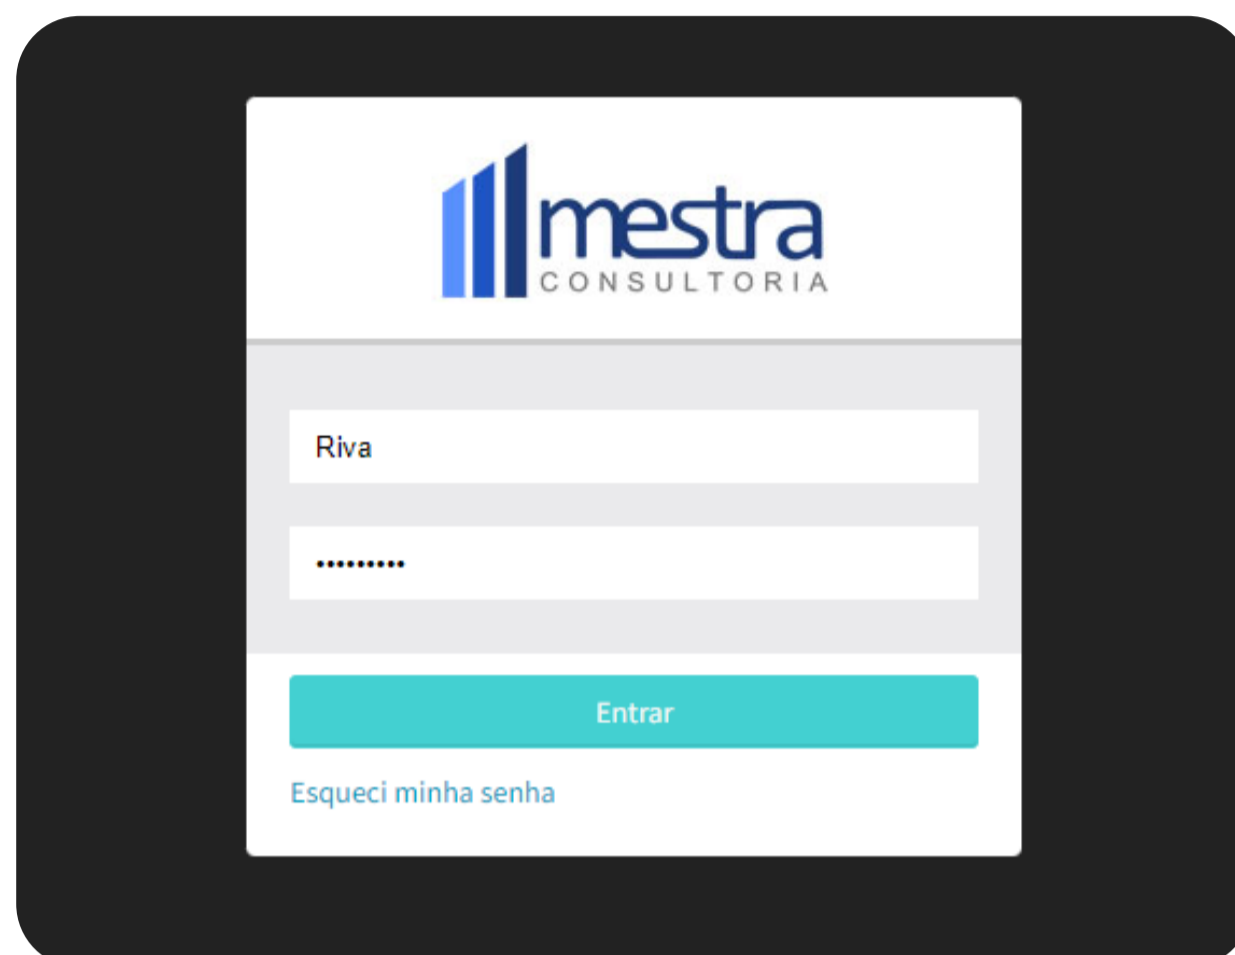 mestra
CONSULTORIA
Riva
•••••••••
Entrar
Esqueci minha senha